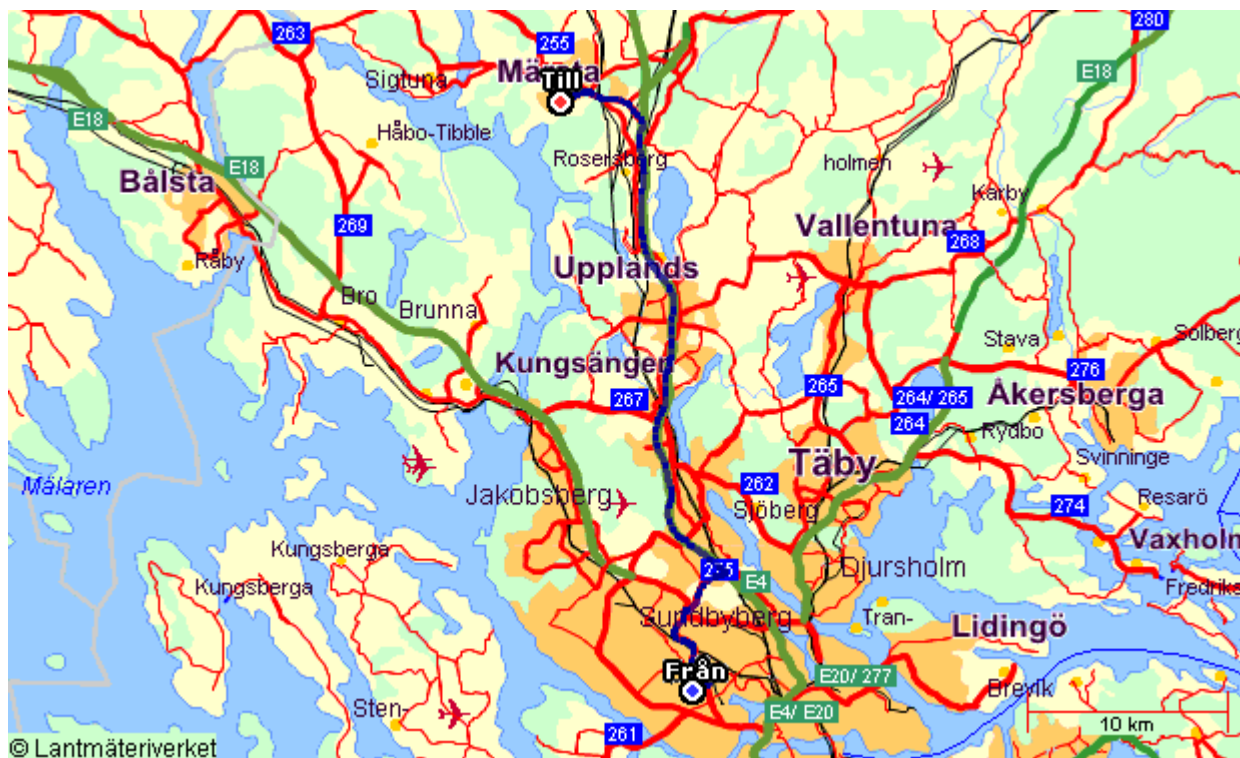 263
255
280
Märsta
Till
E18
Sigtuna
E18
Håbo-Tibble
E18
Bålsta
Rosersberg
holmen
Karby
Vallentuna
269
268
Råby
Upplands
Bro
Brunna
Stava
Solberg
Kungsängen
276
267
265
264/ 265
Åkersberga
264
Rydbo
Täby
Svinninge
Mälaren
262
Jakobsberg
Sjöberg
274
Resarö
Vaxholm
Kungsberga
265
E4
Djursholm
Kungsberga
Fredriks
Sundbyberg
Tran-
Lidingö
Från
E20/ 277
Brevik
Sten-
E4/ E20
261
10 km
© Lantmäteriverket